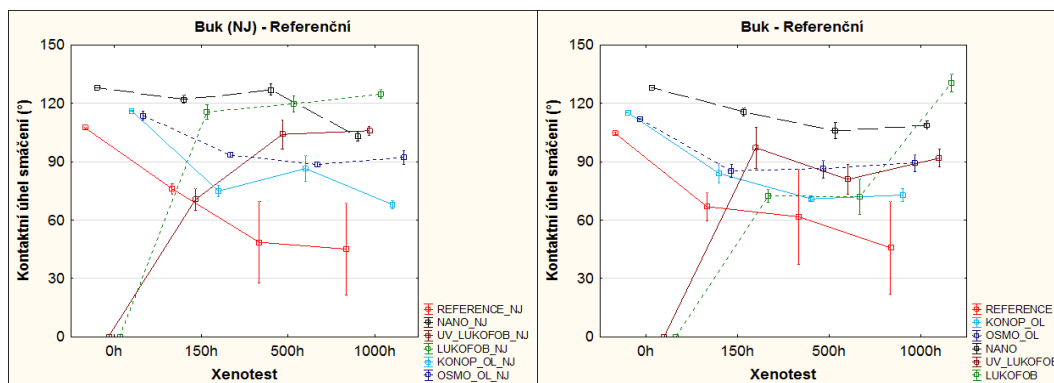 Buk (NJ) - Referenční
Kontaktní úhel smáčení (°)
150
120
90
60
30
0
0h 150h 500h 1000h
Xenotest
REFERENCE_NJ
NANO_NJ
UV_LUKOFOB_NJ
LUKOFOB_NJ
KONOP_OL_NJ
OSMO_OL_NJ
Buk - Referenční
Kontaktní úhel smáčení (°)
150
120
90
60
30
0
0h 150h 500h 1000h
Xenotest
REFERENCE
KONOP_OL
OSMO_OL
NANO
UV_LUKOFOB
LUKOFOB